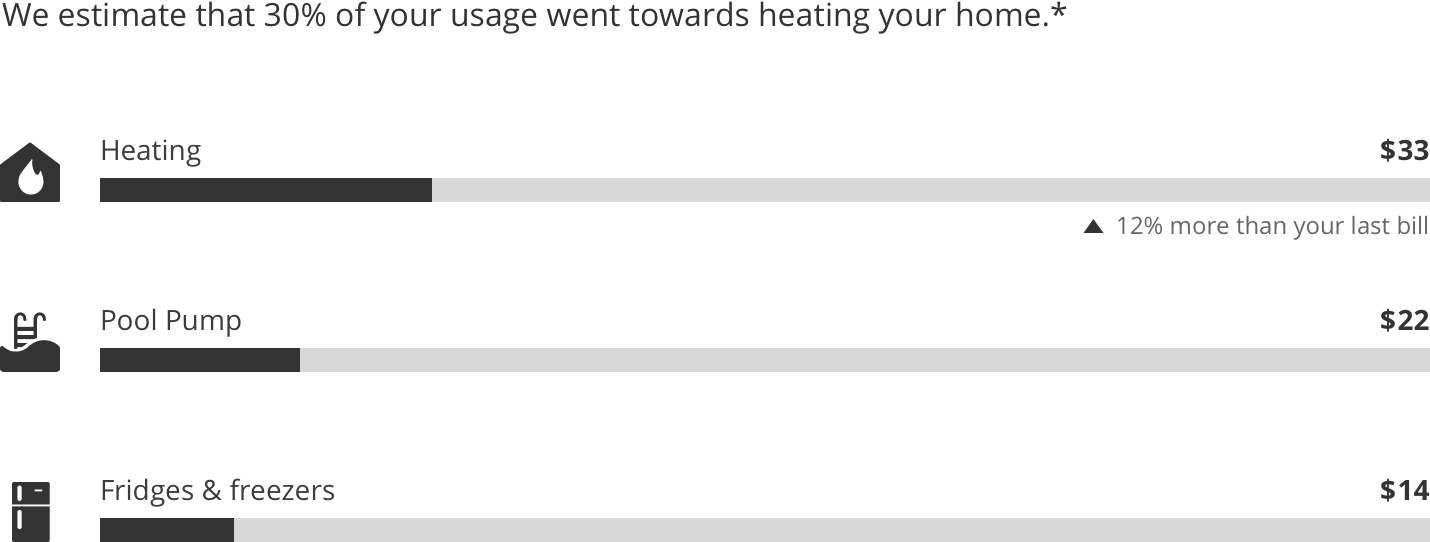 We estimate that 30% of your usage went towards heating your home.*
Heating $33
▲ 12% more than your last bill
Pool Pump $22
Fridges & freezers $14